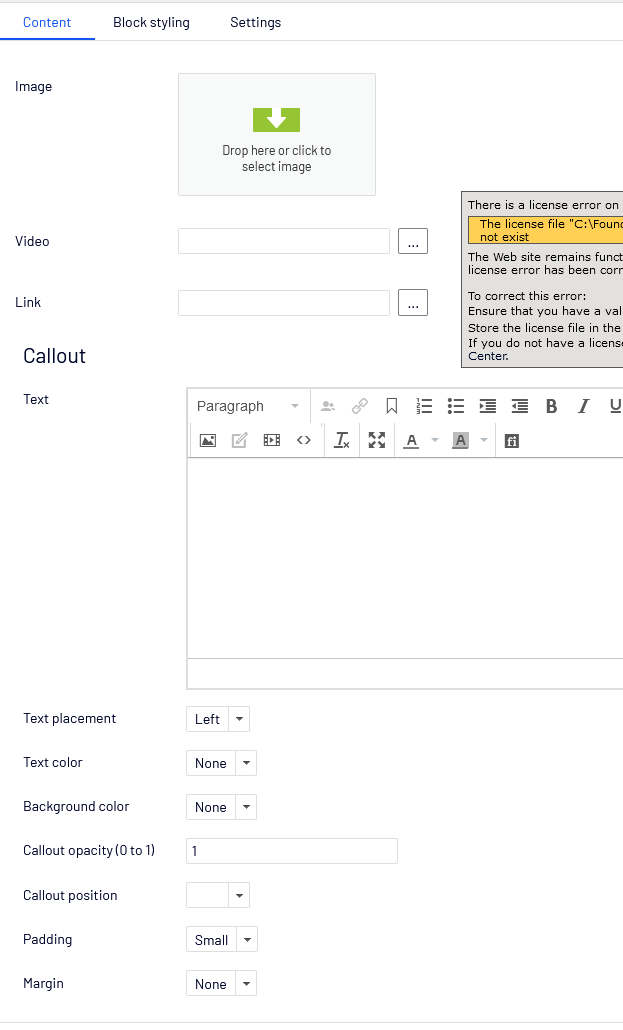 Content Block styling Settings
Image
Drop here or click to
select image
There is a license error on
The license file "C:\Found
not exist
Video
...
The Web site remains funct
license error has been corr
Link
...
To correct this error:
Ensure that you have a val
Store the license file in the
If you do not have a license
Center.
Callout
Text
Paragraph
B I U
A A
Text placement
Left
Text color
None
Background color
None
Callout opacity (0 to 1)
1
Callout position
Padding
Small
Margin
None